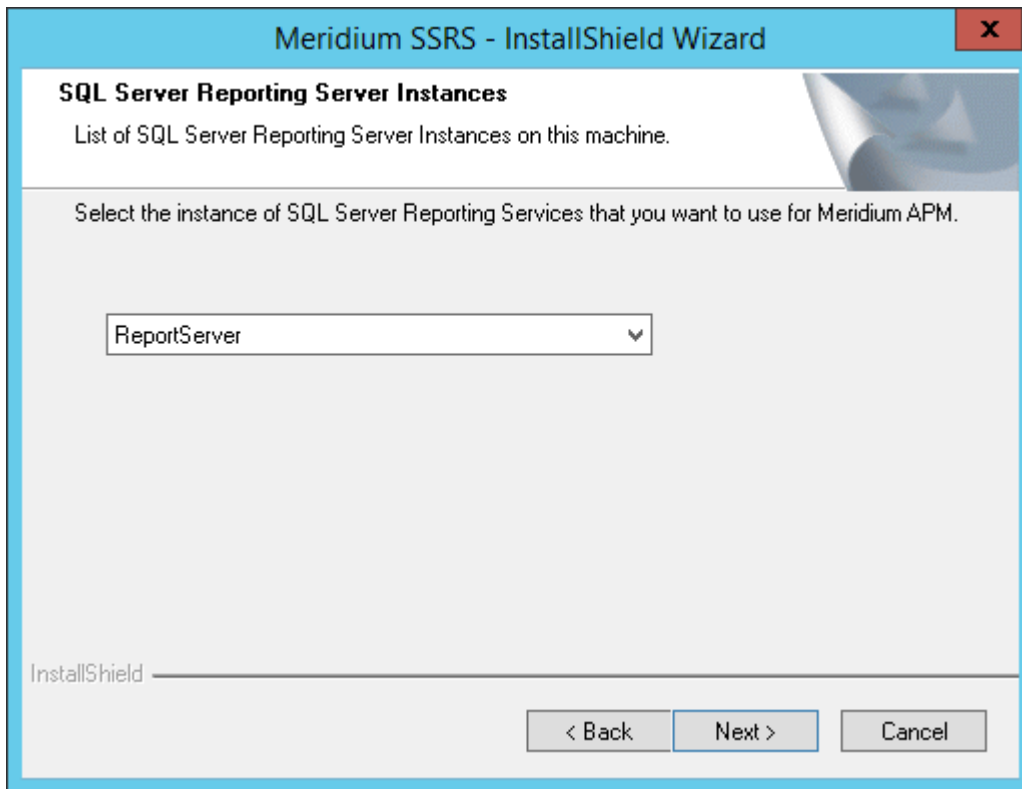 Meridium SSRS - InstallShield Wizard
x
SQL Server Reporting Server Instances
List of SQL Server Reporting Server Instances on this machine.
Select the instance of SQL Server Reporting Services that you want to use for Meridium APM.
ReportServer
InstallShield
< Back Next > Cancel